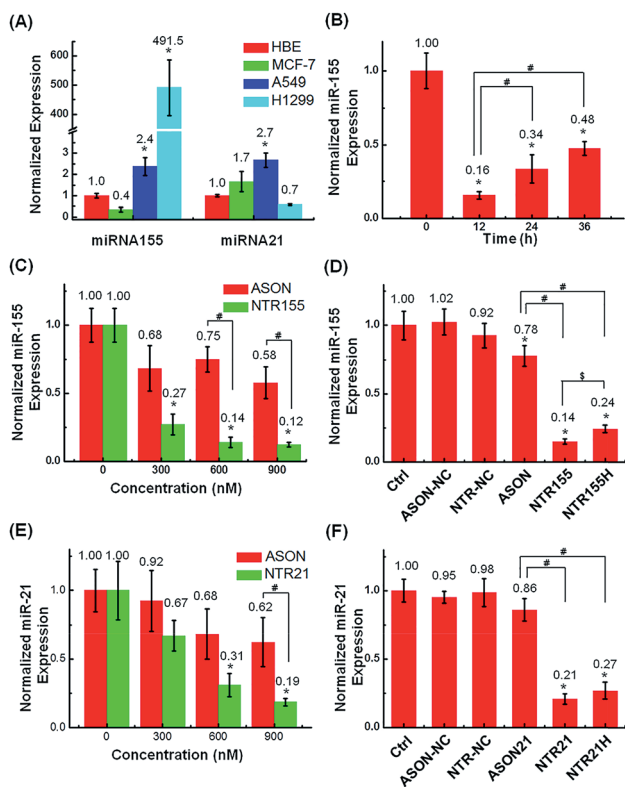 (A)
Normalized Expression
600
500
400
3
2
1
0
HBE
MCF-7
A549
H1299
1.0
0.4
2.4
*
491.5
*
1.0
1.7
2.7
*
0.7
miRNA155 miRNA21
(B)
Normalized miR-155
Expression
1.0
0.5
0.0
1.00
0.16
*
0.34
*
0.48
*
#
#
0 12 24 36
Time (h)
(C)
Normalized miR-155
Expression
1.0
0.5
0.0
ASON
NTR155
1.00 1.00
0.68
0.27
*
0.75
0.14
*
#
0.58
0.12
*
#
0 300 600 900
Concentration (nM)
(D)
Normalized miR-155
Expression
1.0
0.5
0.0
1.00
1.02
0.92
0.78
*
0.14
*
0.24
*
#
#
$
Ctrl
ASON-NC
NTR-NC
ASON
NTR155
NTR155H
(E)
Normalized miR-21
Expression
1.0
0.5
0.0
ASON
NTR21
1.00 1.00
0.92
0.67
0.68
0.31
*
0.62
0.19
*
#
0 300 600 900
Concentration (nM)
(F)
Normalized miR-21
Expression
1.0
0.5
0.0
1.00
0.95
0.98
0.86
0.21
*
0.27
*
#
#
Ctrl
ASON-NC
NTR-NC
ASON21
NTR21
NTR21H